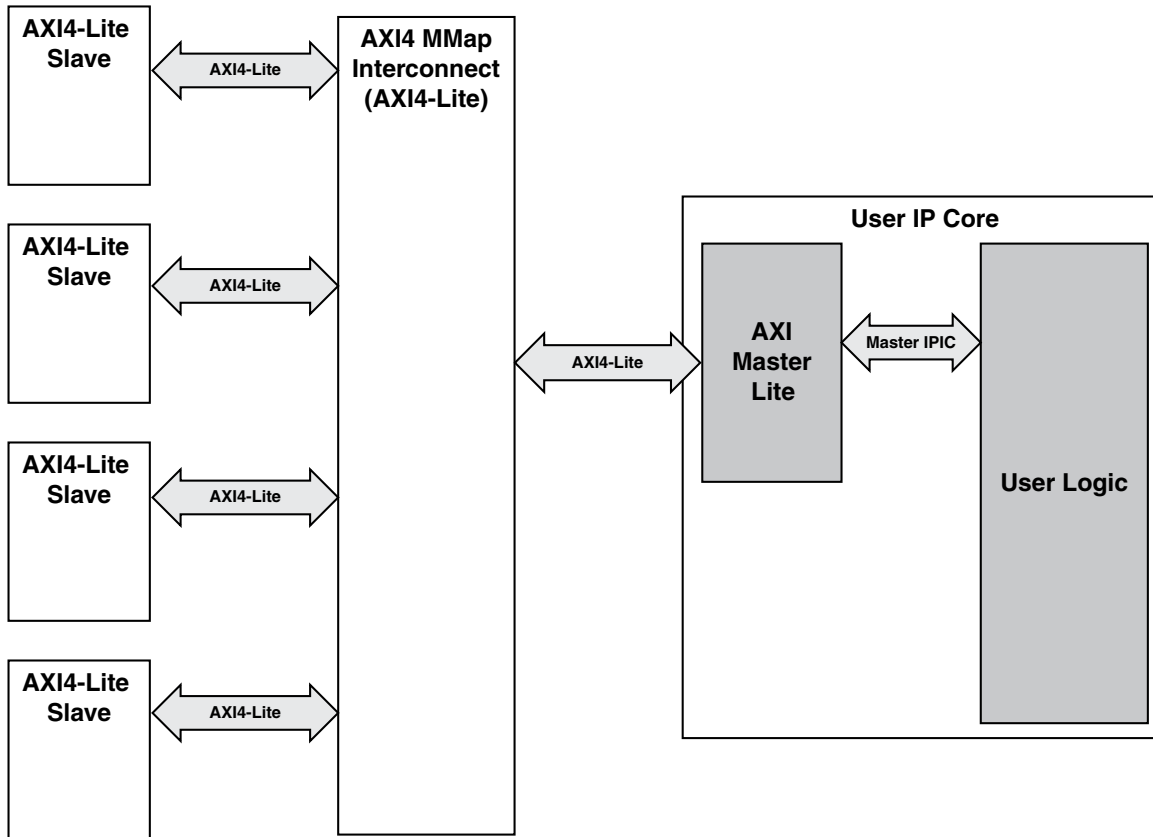 AXI4-Lite
Slave
AXI4-Lite
AXI4 MMap
Interconnect
(AXI4-Lite)
AXI4-Lite
Slave
AXI4-Lite
AXI4-Lite
Slave
AXI4-Lite
AXI4-Lite
Slave
AXI4-Lite
AXI4-Lite
User IP Core
AXI
Master
Lite
Master IPIC
User Logic